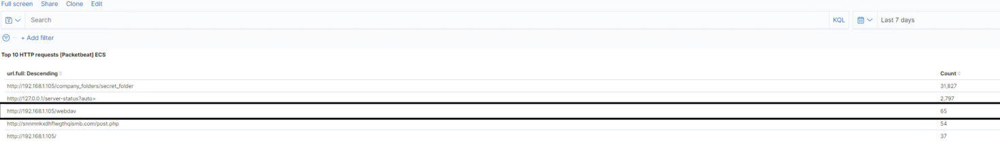 Full screen Share Clone Edit
Search KQL Last 7 days
+ Add filter
Top 10 HTTP requests [Packetbeat] ECS
url.full: Descending Count
http://192.168.1.105/company_folders/secret_folder 31,827
http://127.0.0.1/server-status?auto= 2,797
http://192.168.1.105/webdav 65
http://snnmnkxdhflwgthqismb.com/post.php 54
http://192.168.1.105/ 37